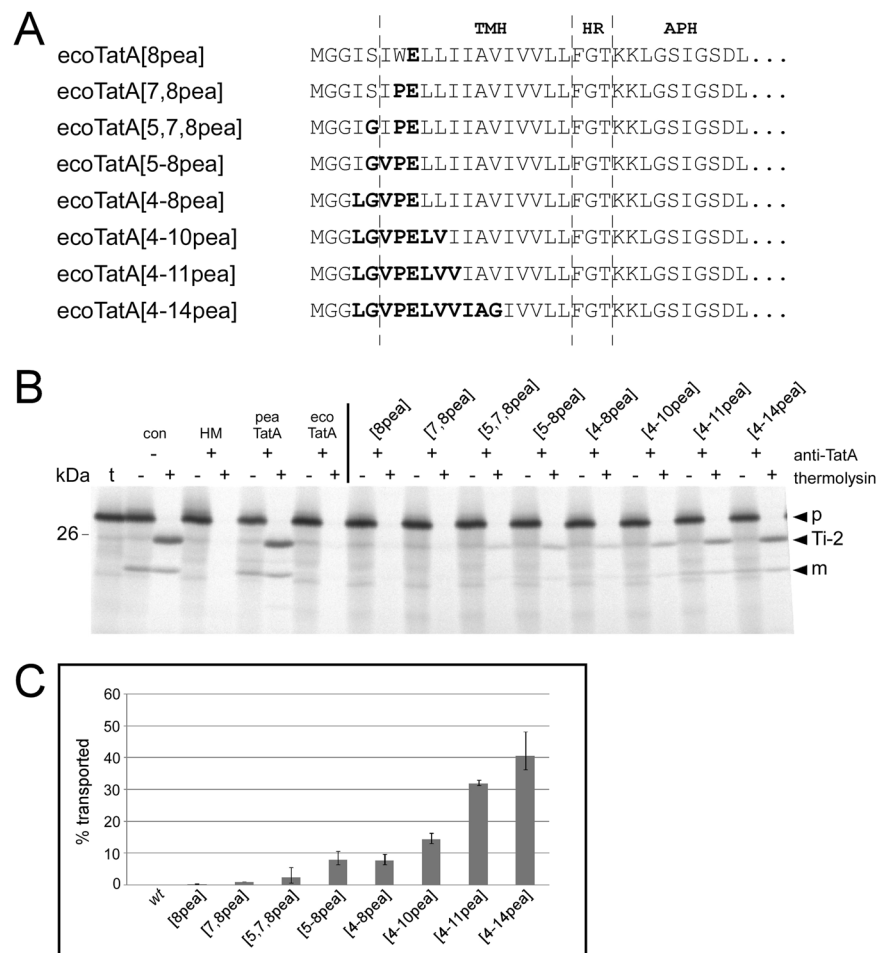 A
TMH HR APH
ecoTatA[8pea] MGGISIWELLIIAVIVVLLFGTKKLGSIGSDL...
ecoTatA[7,8pea] MGGISIPELLIIAVIVVLLFGTKKLGSIGSDL...
ecoTatA[5,7,8pea] MGGIGIPELLIIAVIVVLLFGTKKLGSIGSDL...
ecoTatA[5-8pea] MGGIGVPELLIIAVIVVLLFGTKKLGSIGSDL...
ecoTatA[4-8pea] MGGLGVPELLIIAVIVVLLFGTKKLGSIGSDL...
ecoTatA[4-10pea] MGGLGVPELVIIAVIVVLLFGTKKLGSIGSDL...
ecoTatA[4-11pea] MGGLGVPELVVIAVIVVLLFGTKKLGSIGSDL...
ecoTatA[4-14pea] MGGLGVPELVVIAGIVVLLFGTKKLGSIGSDL...
B
con HM pea TatA eco TatA [8pea] [7,8pea] [5,7,8pea] [5-8pea] [4-8pea] [4-10pea] [4-11pea] [4-14pea]
- + + + + + + + + + + + anti-TatA
kDa t - + - + - + - + - + - + - + - + - + - + - + - + thermolysin
p
26 -
Ti-2
m
C
% transported
60
50
40
30
20
10
0
wt [8pea] [7,8pea] [5,7,8pea] [5-8pea] [4-8pea] [4-10pea] [4-11pea] [4-14pea]